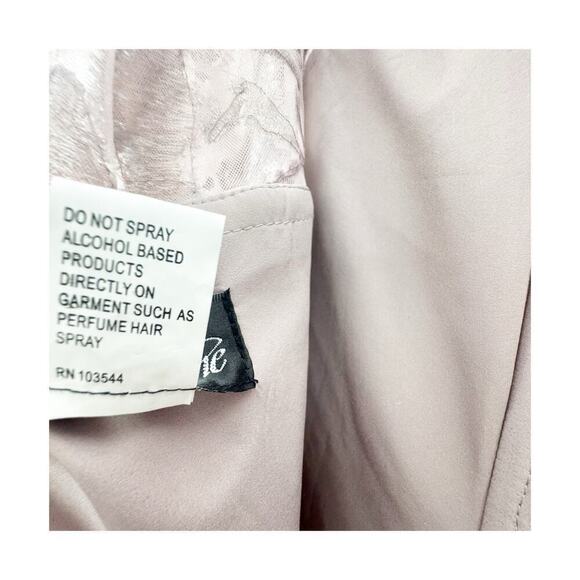 DO NOT SPRAY
ALCOHOL BASED
PRODUCTS
DIRECTLY ON
GARMENT SUCH AS
PERFUME HAIR
SPRAY
RN 103544